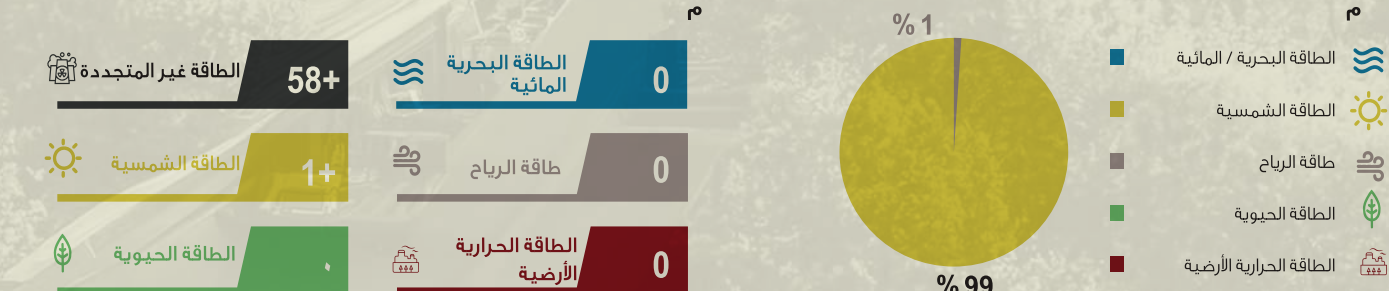 م
% 1
الطاقة البحرية / المائية
الطاقة الشمسية
طاقة الرياح
الطاقة الحيوية
الطاقة الحرارية الأرضية
% 99
م
الطاقة البحرية
المائية
0
الطاقة غير المتجددة
58+
طاقة الرياح
0
الطاقة الشمسية
1+
الطاقة الحرارية
الأرضية
0
الطاقة الحيوية
٠